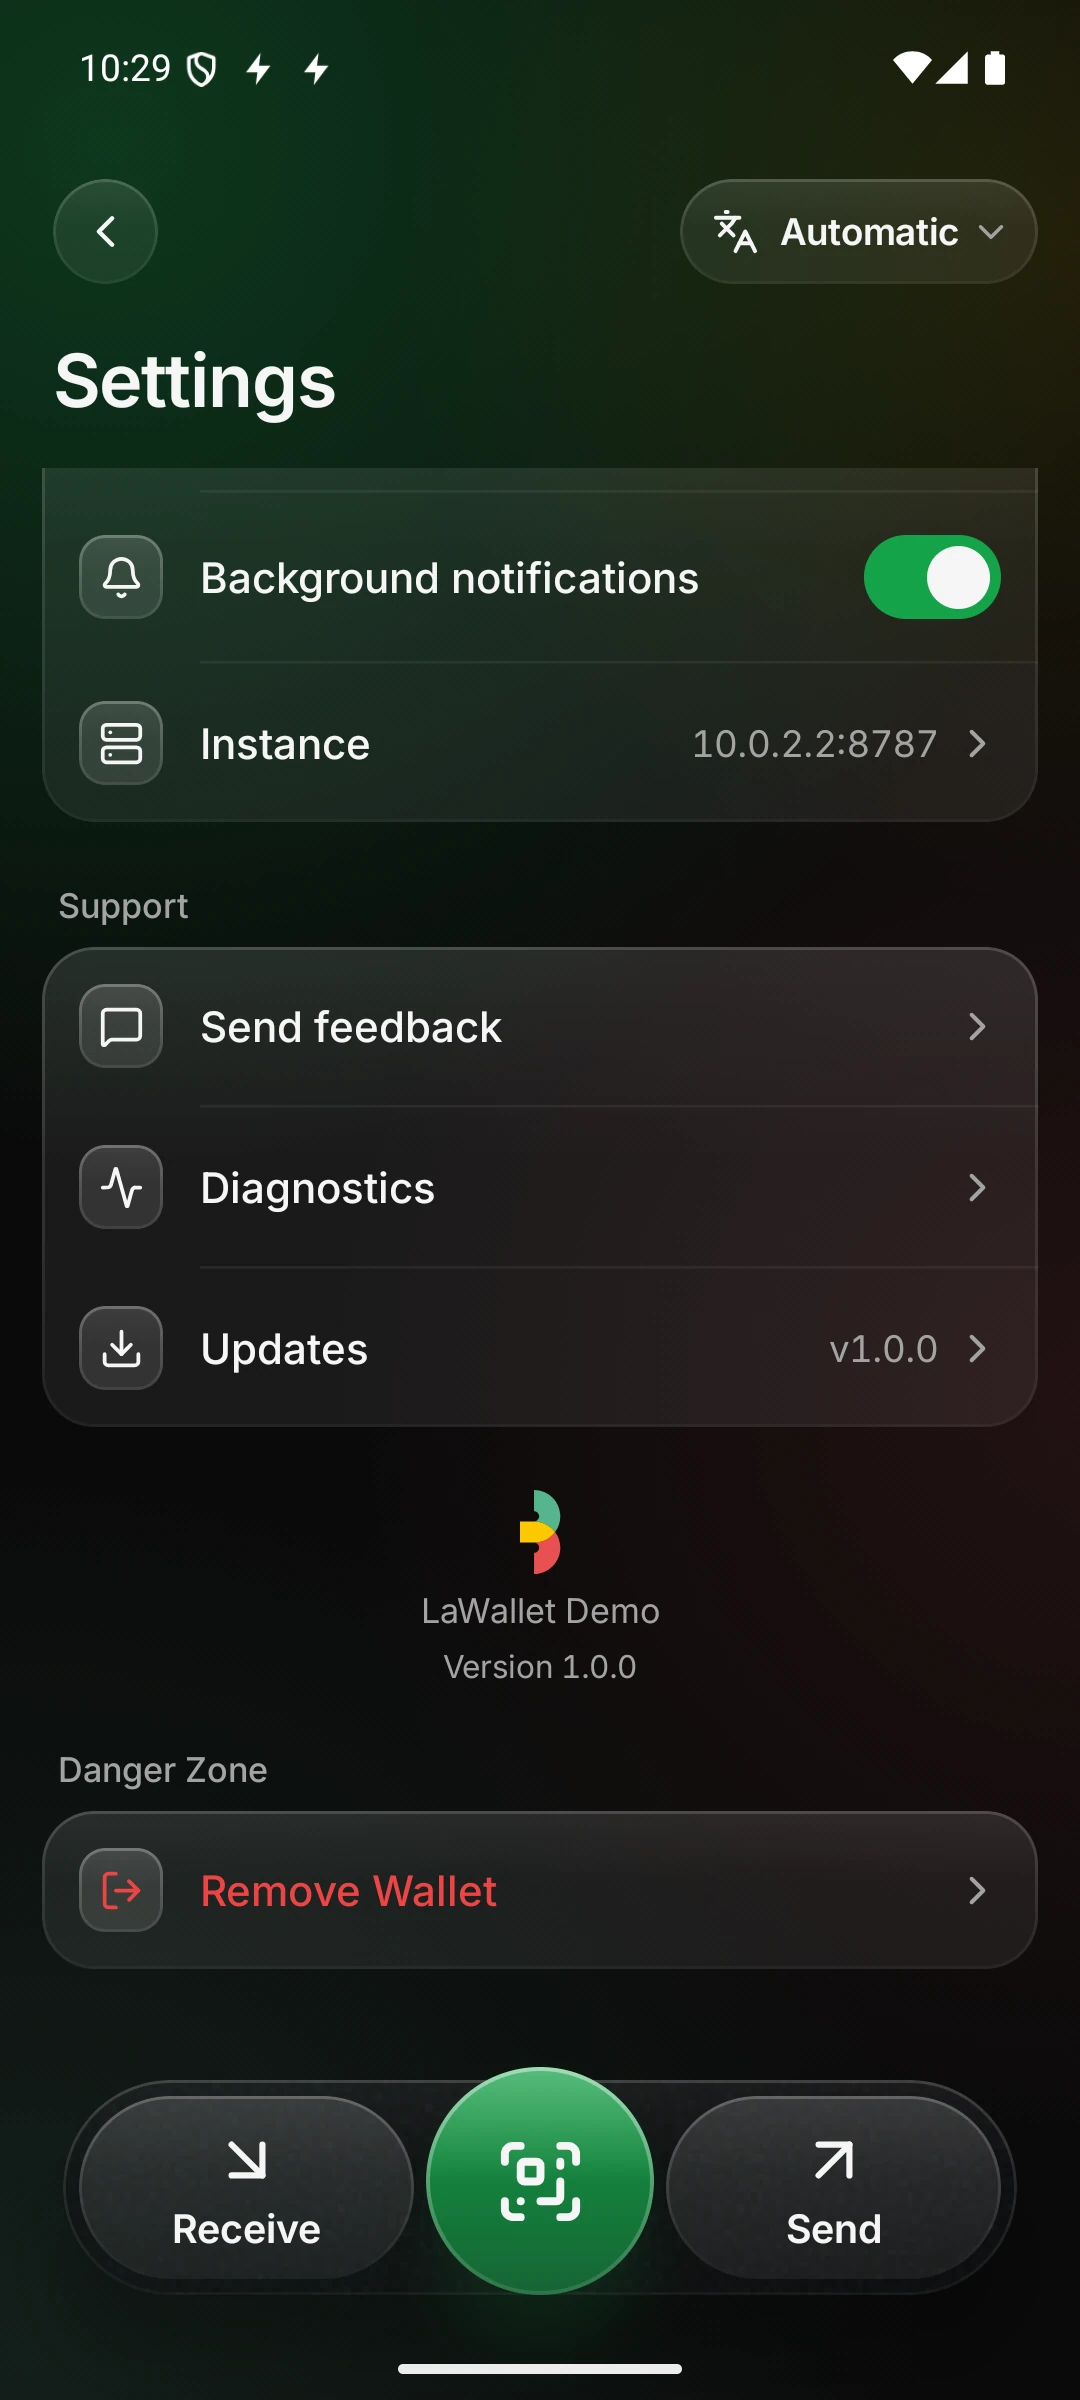 10:29
Automatic
Settings
Background notifications
Instance
10.0.2.2:8787
Support
Send feedback
Diagnostics
Updates
v1.0.0
LaWallet Demo
Version 1.0.0
Danger Zone
Remove Wallet
Receive
Send